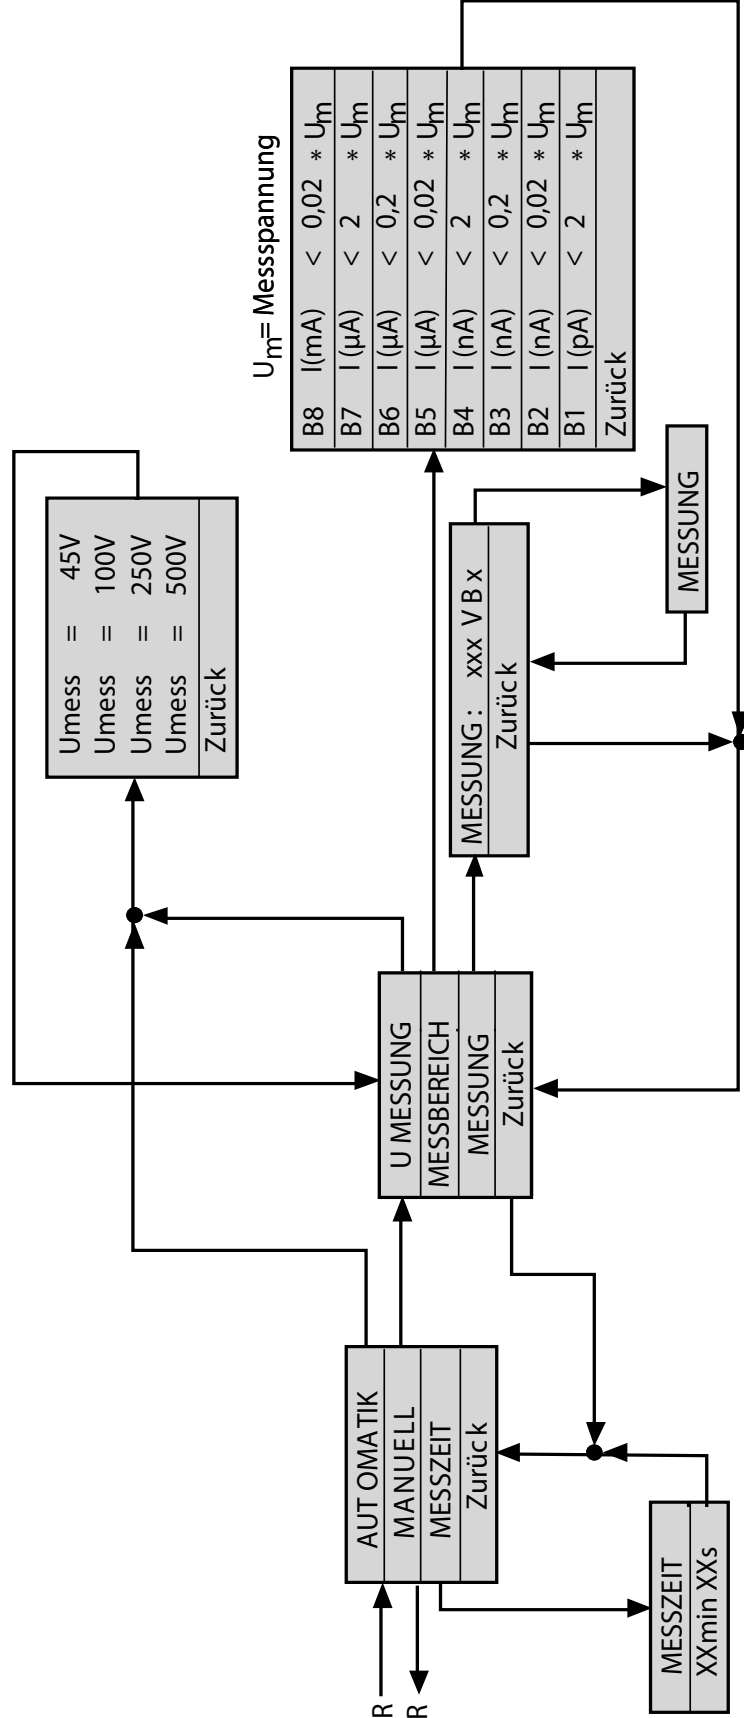 R
R
AUTOMATIK
MANUELL
MESSZEIT
Zurück
MESSZEIT
XXmin XXs
U MESSUNG
MESSBEREICH
MESSUNG
Zurück
Umess = 45V
Umess = 100V
Umess = 250V
Umess = 500V
Zurück
MESSUNG : xxx V B x
Zurück
MESSUNG
Um= Messspannung
B8 I(mA) < 0,02 * Um
B7 I (µA) < 2 * Um
B6 I (µA) < 0,2 * Um
B5 I (µA) < 0,02 * Um
B4 I (nA) < 2 * Um
B3 I (nA) < 0,2 * Um
B2 I (nA) < 0,02 * Um
B1 I (pA) < 2 * Um
Zurück